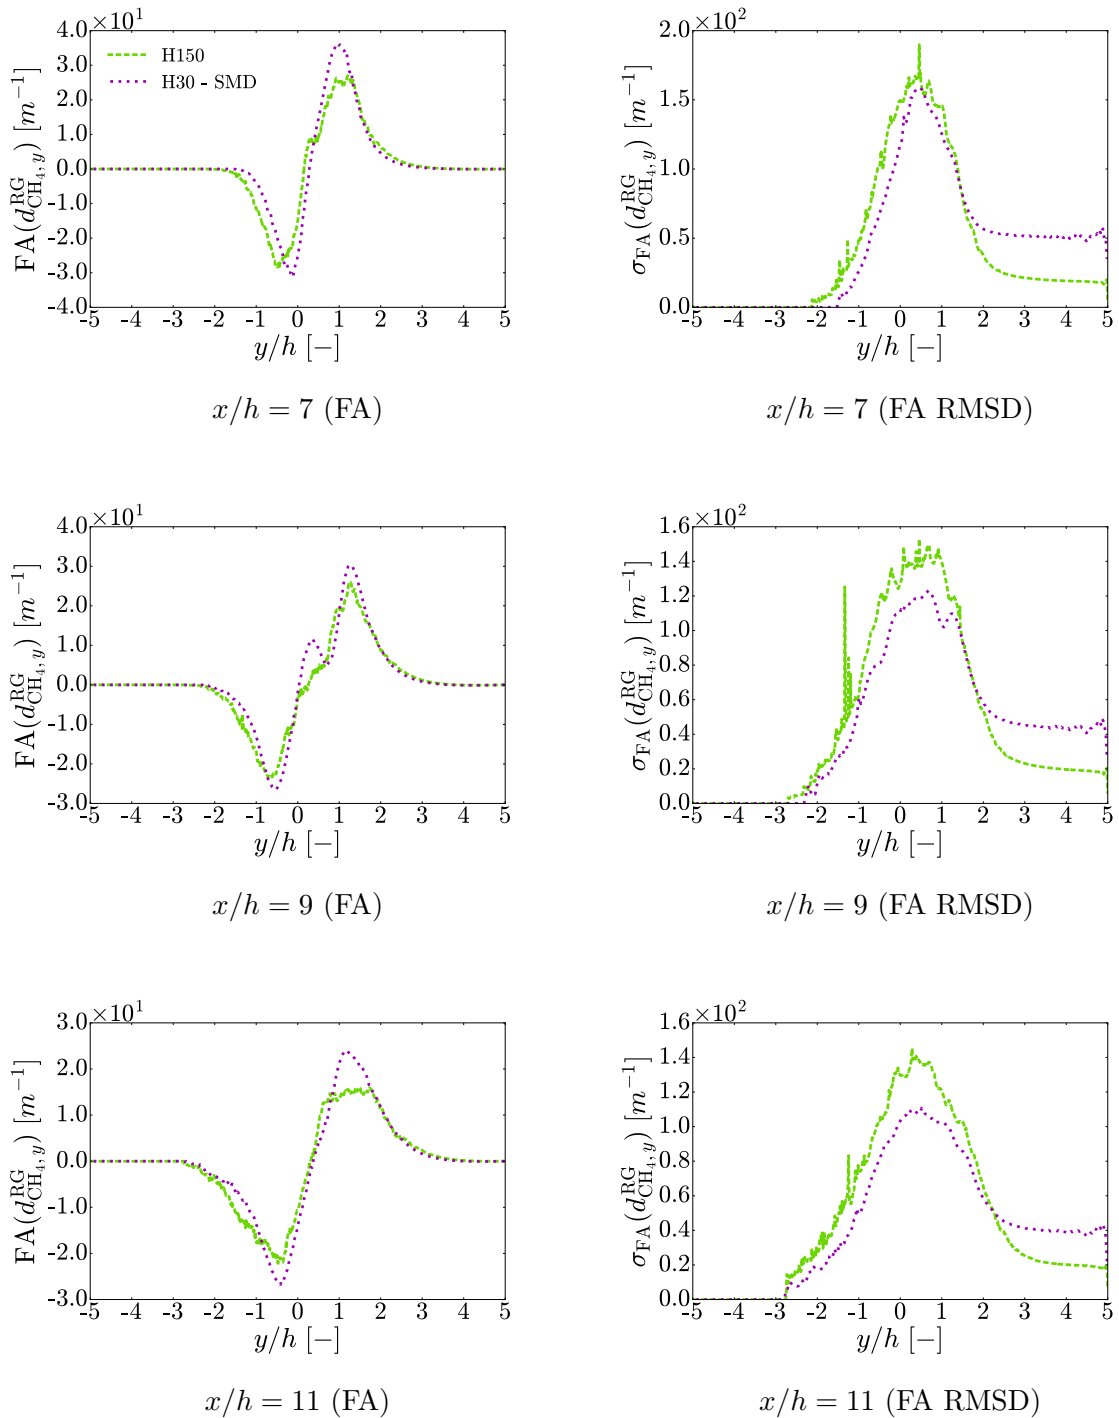 4.0×10^1
3.0
2.0
1.0
0.0
-1.0
-2.0
-3.0
-4.0
FA(d^RG_CH₄,y) [m^−1]
H150
H30 - SMD
-5 -4 -3 -2 -1 0 1 2 3 4 5
y/h [−]
x/h = 7 (FA)
2.0×10^2
1.5
1.0
0.5
0.0
σ_FA(d^RG_CH₄,y) [m^−1]
-5 -4 -3 -2 -1 0 1 2 3 4 5
y/h [−]
x/h = 7 (FA RMSD)
4.0×10^1
3.0
2.0
1.0
0.0
-1.0
-2.0
-3.0
FA(d^RG_CH₄,y) [m^−1]
-5 -4 -3 -2 -1 0 1 2 3 4 5
y/h [−]
x/h = 9 (FA)
1.6×10^2
1.4
1.2
1.0
0.8
0.6
0.4
0.2
0.0
σ_FA(d^RG_CH₄,y) [m^−1]
-5 -4 -3 -2 -1 0 1 2 3 4 5
y/h [−]
x/h = 9 (FA RMSD)
3.0×10^1
2.0
1.0
0.0
-1.0
-2.0
-3.0
FA(d^RG_CH₄,y) [m^−1]
-5 -4 -3 -2 -1 0 1 2 3 4 5
y/h [−]
x/h = 11 (FA)
1.6×10^2
1.4
1.2
1.0
0.8
0.6
0.4
0.2
0.0
σ_FA(d^RG_CH₄,y) [m^−1]
-5 -4 -3 -2 -1 0 1 2 3 4 5
y/h [−]
x/h = 11 (FA RMSD)